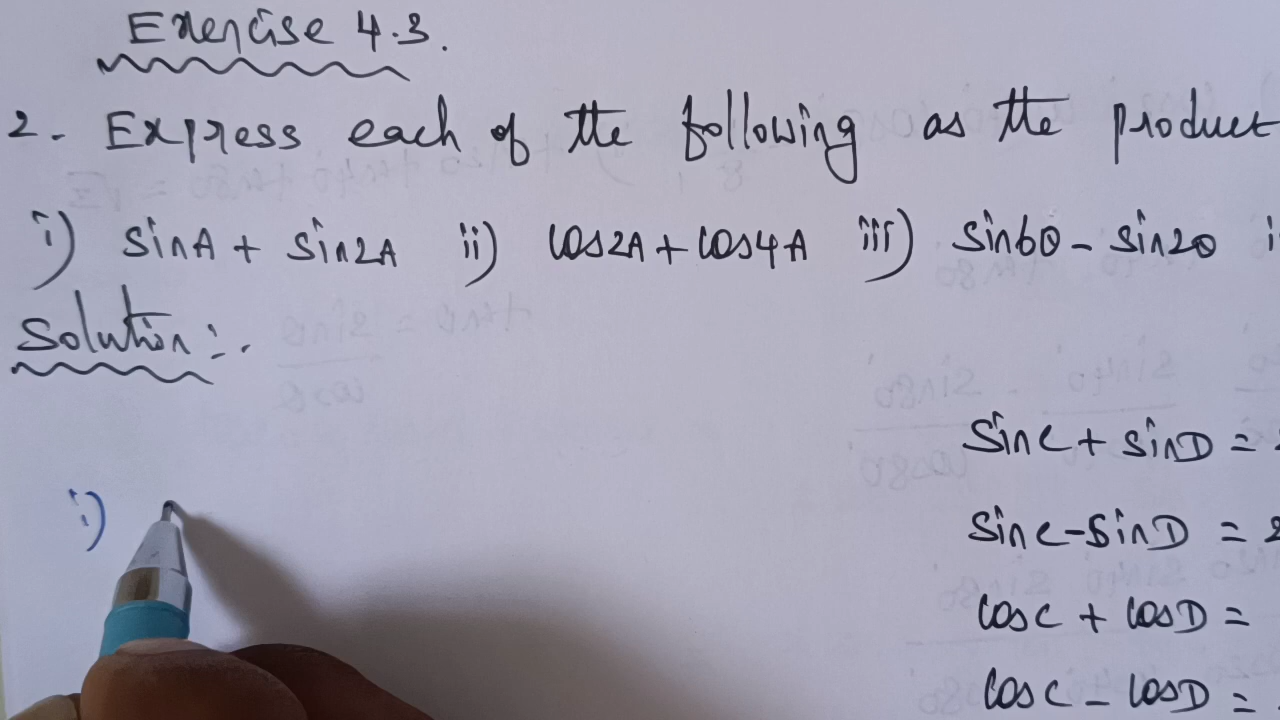 Exercise 4.3.
2. Express each of the following as the product
i) sinA + sin2A ii) cos2A + cos4A iii) sin6θ - sin2θ i
Solution:-
sinC + sinD =
i)
sinC - sinD = 2
cosC + cosD =
cosC - cosD =